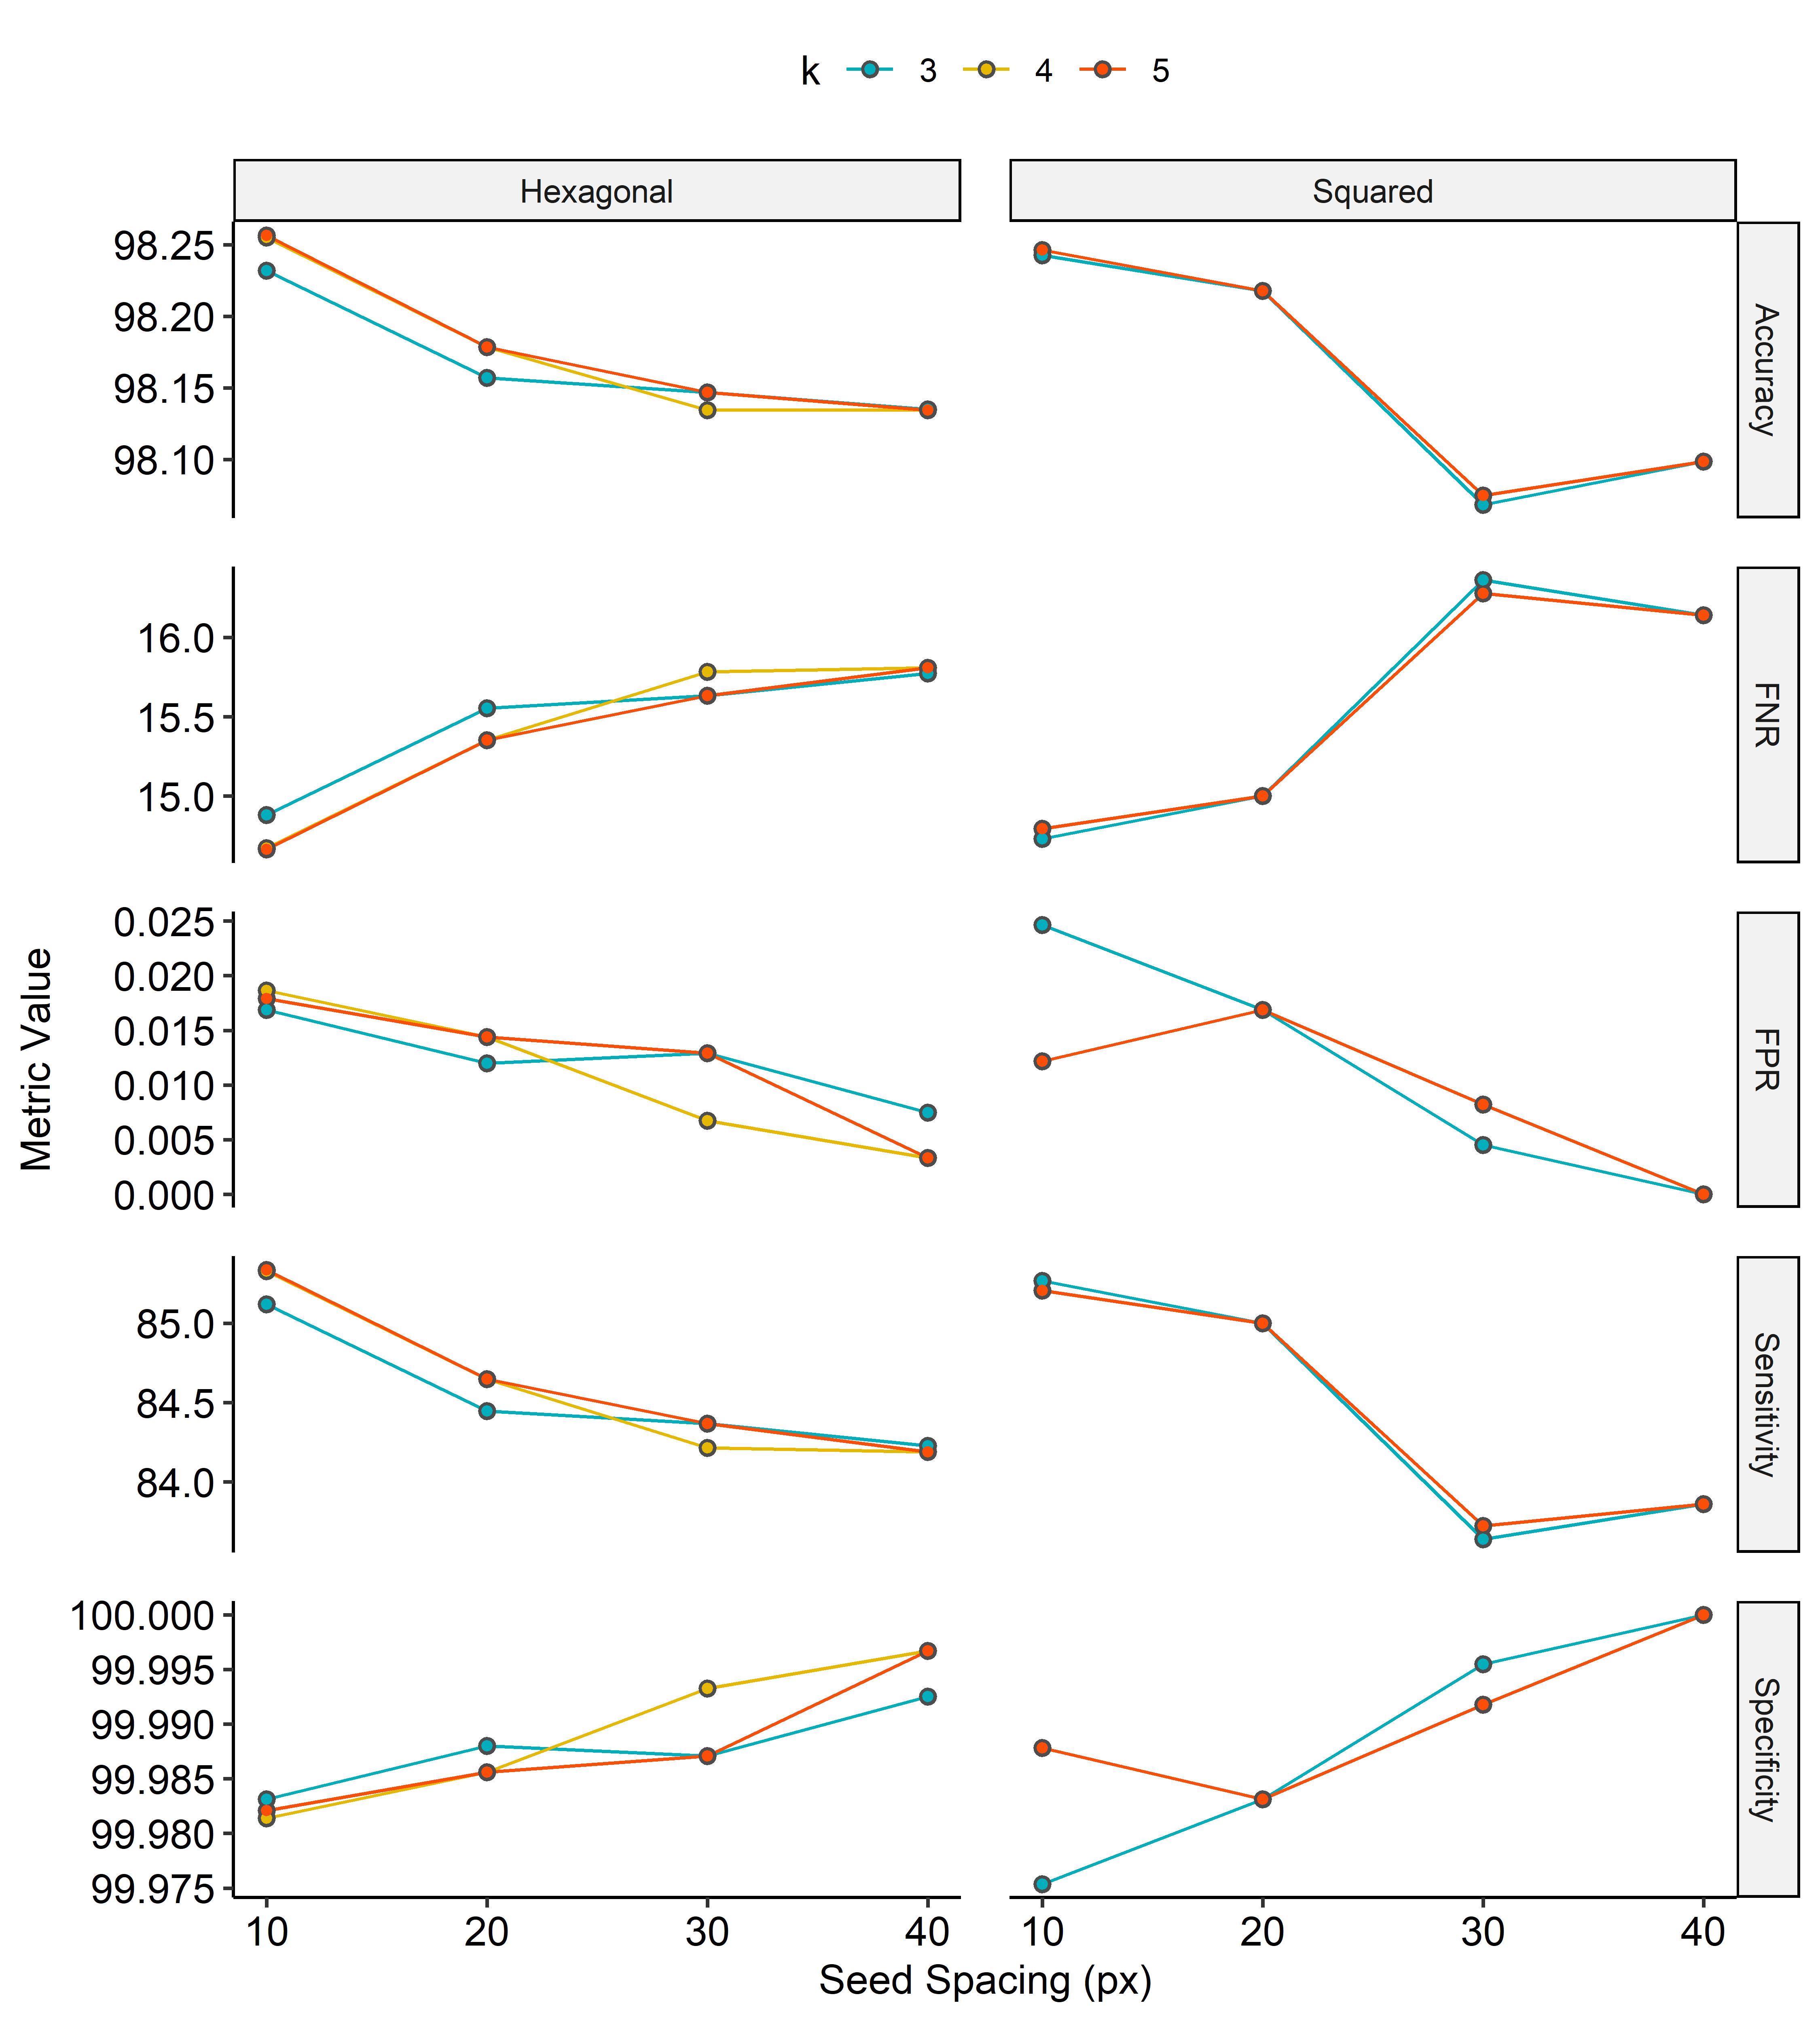 k 3 4 5
Hexagonal Squared
98.25
98.20
98.15
98.10
Accuracy
16.0
15.5
15.0
FNR
0.025
0.020
0.015
0.010
0.005
0.000
FPR
85.0
84.5
84.0
Sensitivity
100.000
99.995
99.990
99.985
99.980
99.975
Specificity
Metric Value
10 20 30 40 10 20 30 40
Seed Spacing (px)